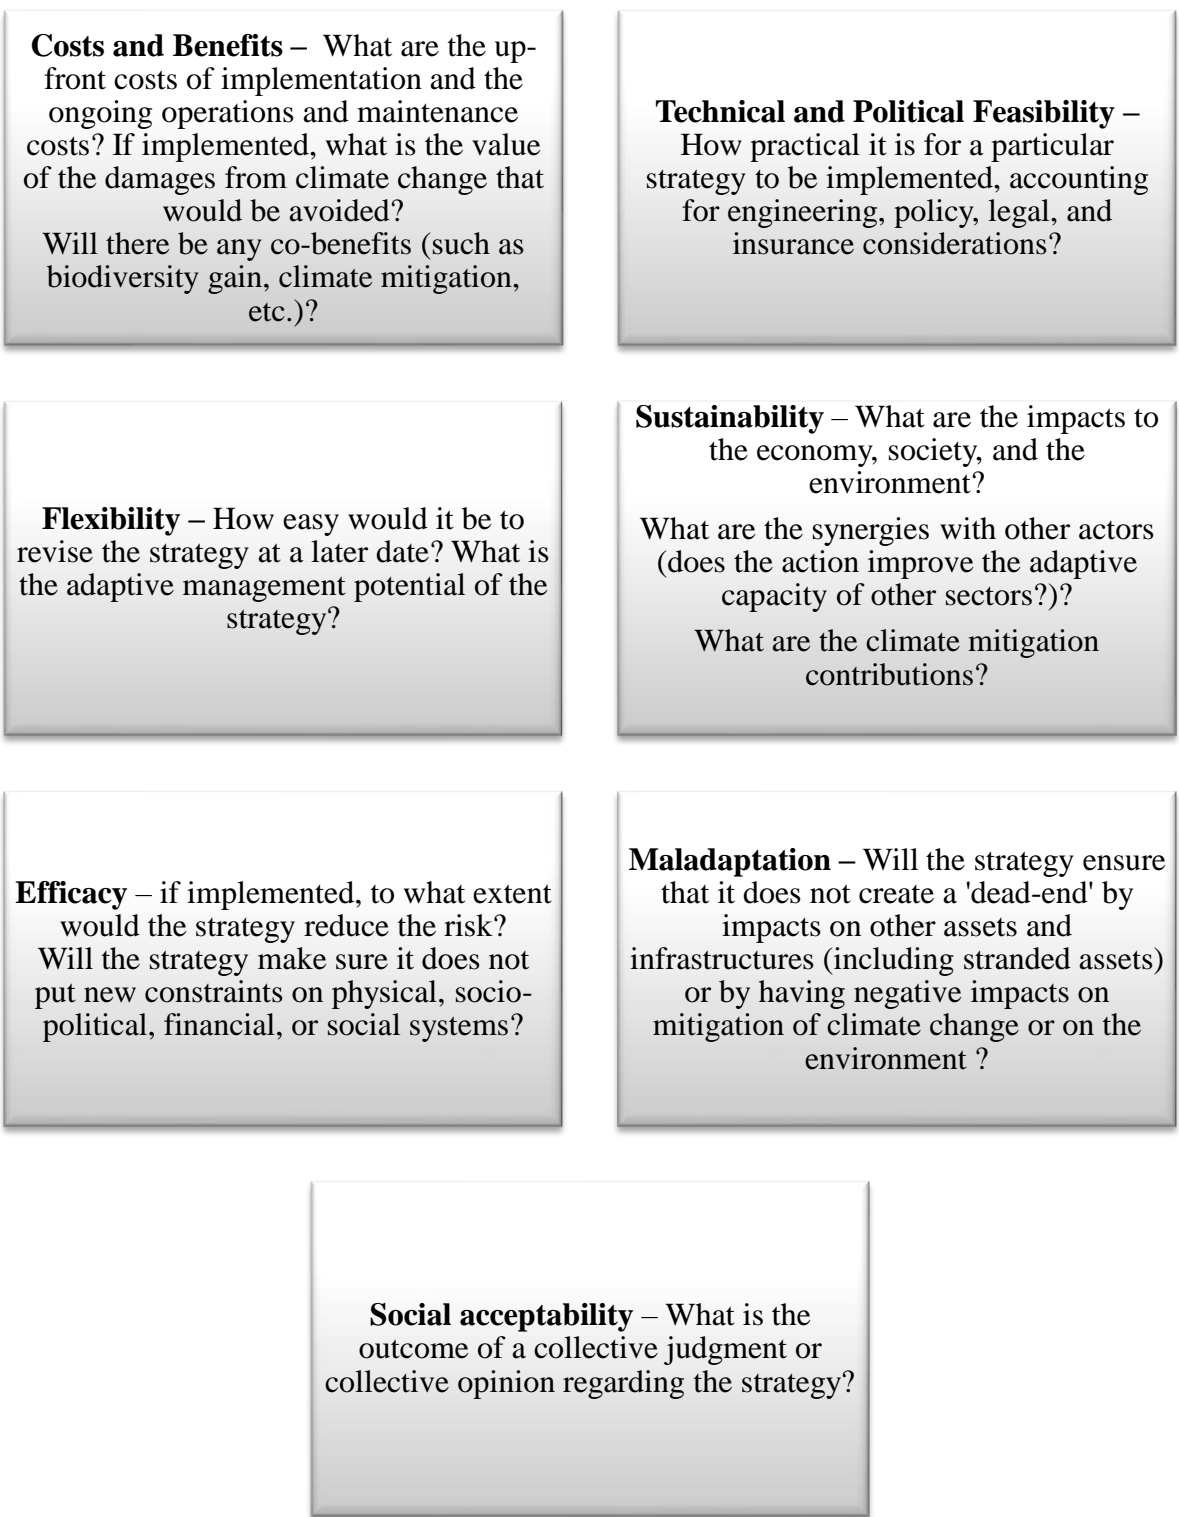 Costs and Benefits – What are the up-
front costs of implementation and the
ongoing operations and maintenance
costs? If implemented, what is the value
of the damages from climate change that
would be avoided?
Will there be any co-benefits (such as
biodiversity gain, climate mitigation,
etc.)?
Technical and Political Feasibility –
How practical it is for a particular
strategy to be implemented, accounting
for engineering, policy, legal, and
insurance considerations?
Flexibility – How easy would it be to
revise the strategy at a later date? What is
the adaptive management potential of the
strategy?
Sustainability – What are the impacts to
the economy, society, and the
environment?
What are the synergies with other actors
(does the action improve the adaptive
capacity of other sectors?)?
What are the climate mitigation
contributions?
Efficacy – if implemented, to what extent
would the strategy reduce the risk?
Will the strategy make sure it does not
put new constraints on physical, socio-
political, financial, or social systems?
Maladaptation – Will the strategy ensure
that it does not create a 'dead-end' by
impacts on other assets and
infrastructures (including stranded assets)
or by having negative impacts on
mitigation of climate change or on the
environment ?
Social acceptability – What is the
outcome of a collective judgment or
collective opinion regarding the strategy?